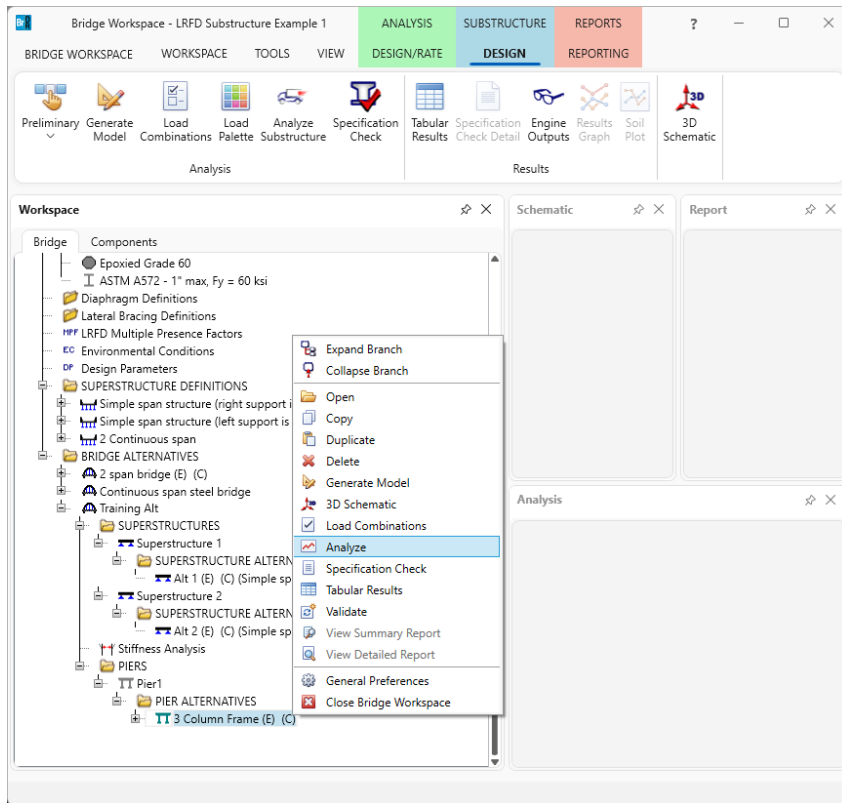 Br
Bridge Workspace - LRFD Substructure Example 1
ANALYSIS
SUBSTRUCTURE
REPORTS
?
BRIDGE WORKSPACE
WORKSPACE
TOOLS
VIEW
DESIGN/RATE
DESIGN
REPORTING
Preliminary
Generate
Model
Load
Combinations
Load
Palette
Analyze
Substructure
Specification
Check
Tabular
Results
Specification
Check Detail
Engine
Outputs
Results
Graph
Soil
Plot
3D
3D
Schematic
Analysis
Results
Workspace
Bridge
Components
Epoxied Grade 60
ASTM A572 - 1" max, Fy = 60 ksi
Diaphragm Definitions
Lateral Bracing Definitions
MPF LRFD Multiple Presence Factors
EC Environmental Conditions
DP Design Parameters
SUPERSTRUCTURE DEFINITIONS
Simple span structure (right support i
Simple span structure (left support is
2 Continuous span
BRIDGE ALTERNATIVES
2 span bridge (E) (C)
Continuous span steel bridge
Training Alt
SUPERSTRUCTURES
Superstructure 1
SUPERSTRUCTURE ALTERN
Alt 1 (E) (C) (Simple sp
Superstructure 2
SUPERSTRUCTURE ALTERN
Alt 2 (E) (C) (Simple sp
Stiffness Analysis
PIERS
Pier1
PIER ALTERNATIVES
3 Column Frame (E) (C)
Expand Branch
Collapse Branch
Open
Copy
Duplicate
Delete
Generate Model
3D Schematic
Load Combinations
Analyze
Specification Check
Tabular Results
Validate
View Summary Report
View Detailed Report
General Preferences
Close Bridge Workspace
Schematic
Report
Analysis